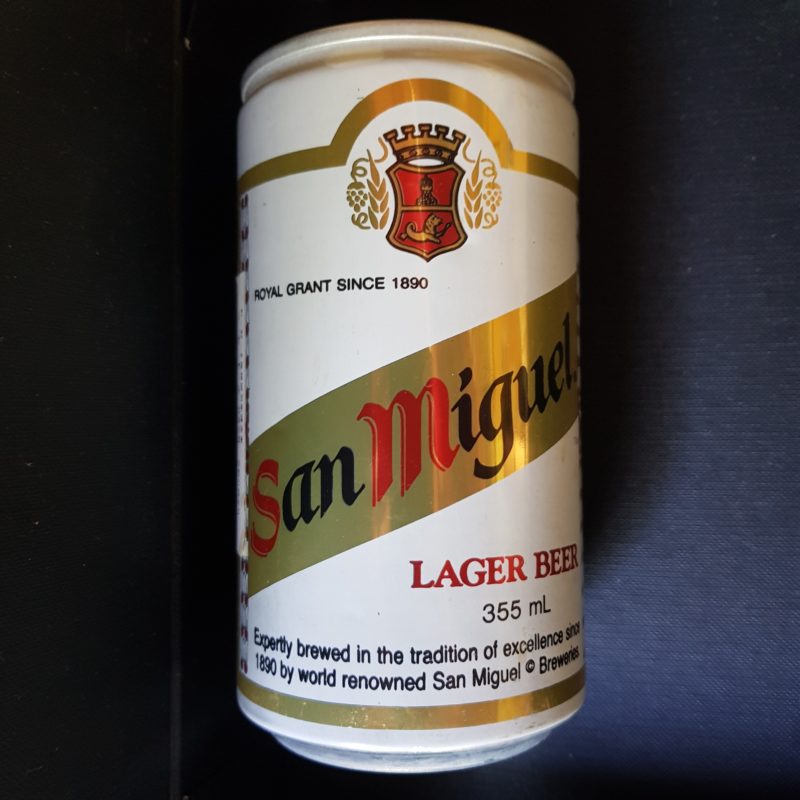 ROYAL GRANT SINCE 1890
San Miguel
LAGER BEER
355 mL
Expertly brewed in the tradition of excellence since
1890 by world renowned San Miguel © Breweries.